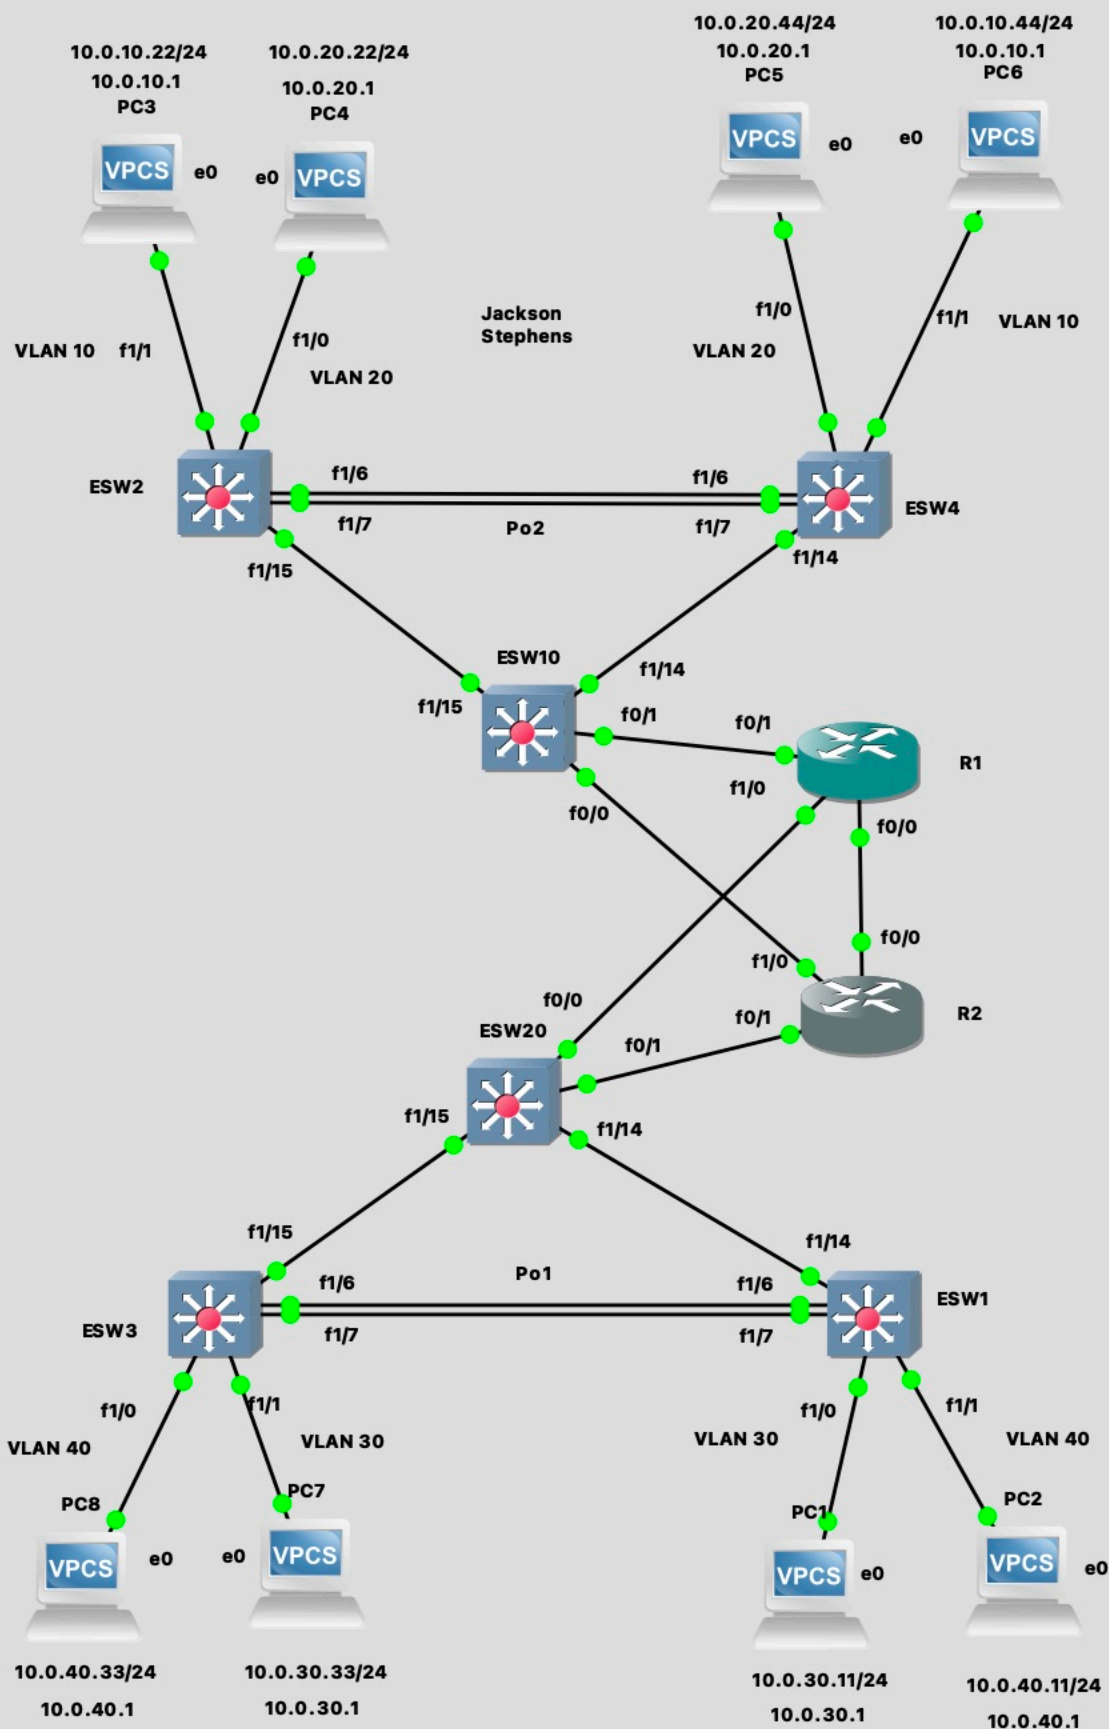 10.0.10.22/24
10.0.10.1
PC3
10.0.20.22/24
10.0.20.1
PC4
10.0.20.44/24
10.0.20.1
PC5
10.0.10.44/24
10.0.10.1
PC6
VPCS
e0
e0
VPCS
VPCS
e0
e0
VPCS
Jackson
Stephens
VLAN 10
f1/1
f1/0
VLAN 20
f1/0
VLAN 20
f1/1
VLAN 10
ESW2
f1/6
f1/7
f1/15
Po2
f1/6
f1/7
f1/14
ESW4
ESW10
f1/15
f1/14
f0/1
f0/0
f0/1
f1/0
R1
f0/0
f0/0
f1/0
f0/1
R2
f0/0
ESW20
f0/1
f1/15
f1/14
f1/15
f1/14
Po1
f1/6
f1/7
f1/6
f1/7
ESW3
ESW1
f1/0
f1/1
VLAN 40
VLAN 30
f1/0
f1/1
VLAN 30
VLAN 40
PC8
PC7
PC1
PC2
VPCS
e0
e0
VPCS
VPCS
e0
VPCS
e0
10.0.40.33/24
10.0.40.1
10.0.30.33/24
10.0.30.1
10.0.30.11/24
10.0.30.1
10.0.40.11/24
10.0.40.1